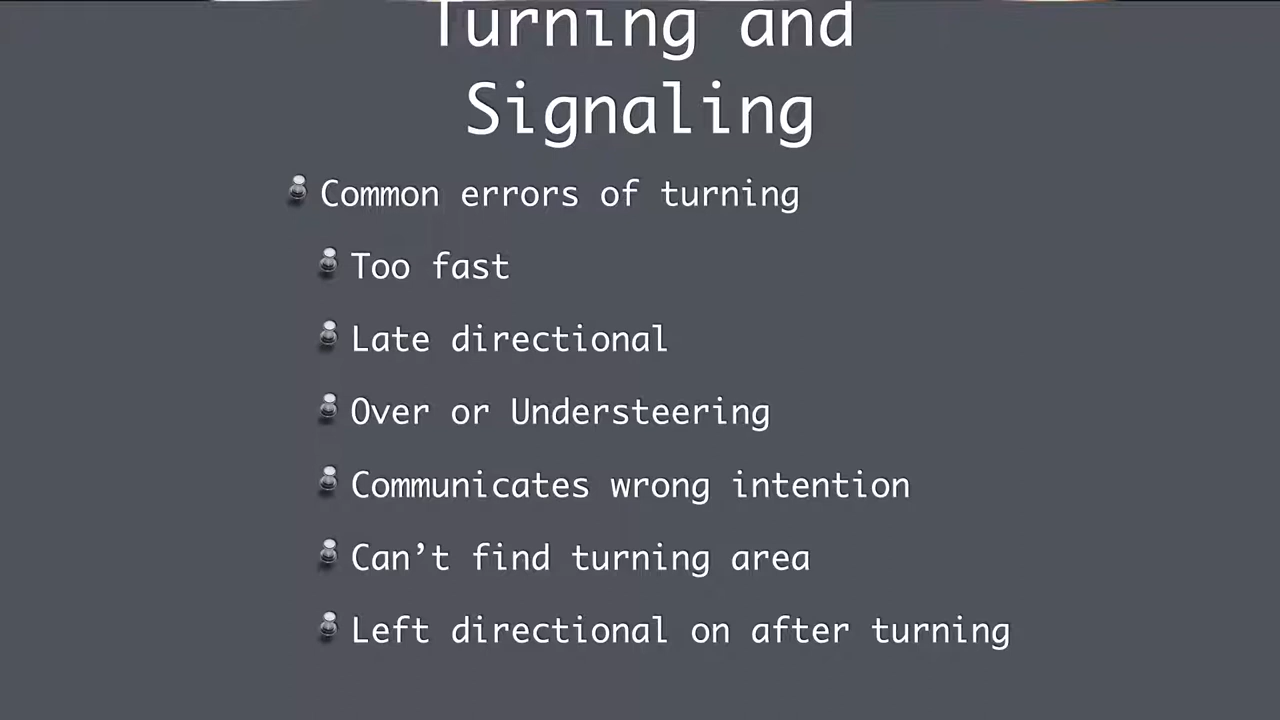 Turning and
Signaling
Common errors of turning
Too fast
Late directional
Over or Understeering
Communicates wrong intention
Can’t find turning area
Left directional on after turning